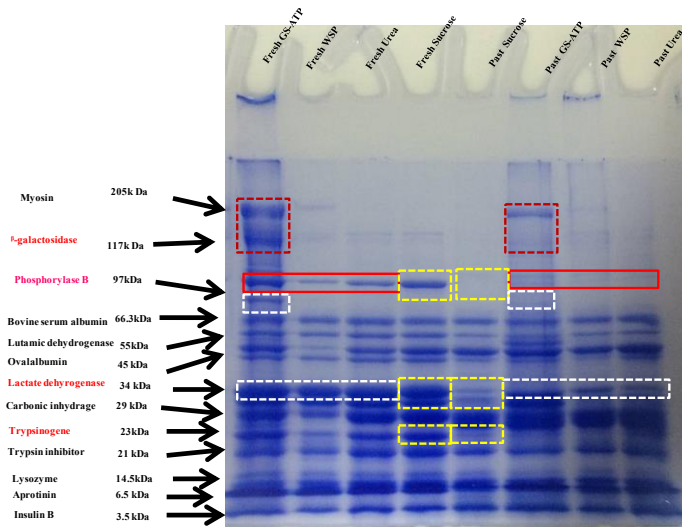 Fresh GS-ATP
Fresh WSP
Fresh Urea
Fresh Sucrose
Past Sucrose
Past GS-ATP
Past WSP
Past Urea
Myosin 205k Da
β-galactosidase 117k Da
Phosphorylase B 97kDa
Bovine serum albumin 66.3kDa
Lutamic dehydrogenase 55kDa
Ovalalbumin 45 kDa
Lactate dehyrogenase 34 kDa
Carbonic inhydrage 29 kDa
Trypsinogene 23kDa
Trypsin inhibitor 21 kDa
Lysozyme 14.5kDa
Aprotinin 6.5 kDa
Insulin B 3.5 kDa